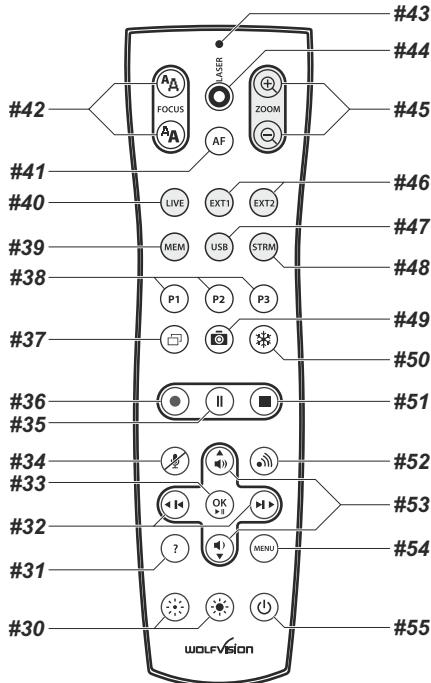 #43
LASER
#44
#42
FOCUS
ZOOM
#45
A A
A A
#41
AF
#40
LIVE
EXT1
EXT2
#46
#39
MEM
USB
STRM
#47
#48
#38
P1
P2
P3
#37
#49
#50
#36
#35
#51
#34
#52
#33
OK
#32
#53
#31
?
MENU
#54
#30
#55
WOLFVISION